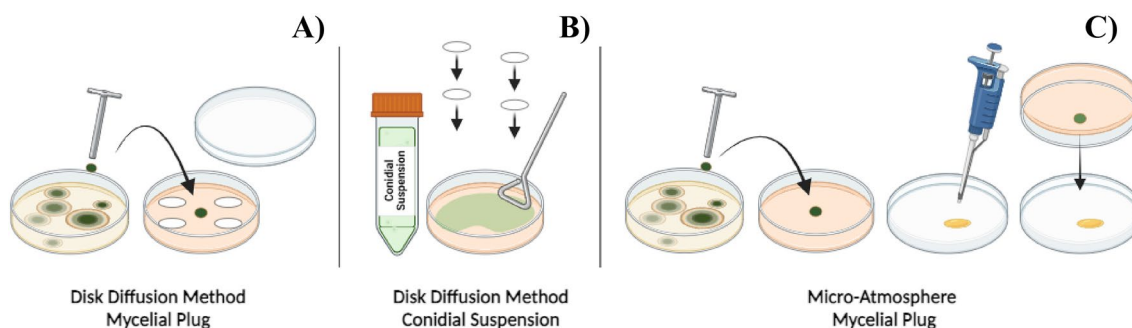 A)
B)
C)
Conidial
Suspension
Disk Diffusion Method
Mycelial Plug
Disk Diffusion Method
Conidial Suspension
Micro-Atmosphere
Mycelial Plug